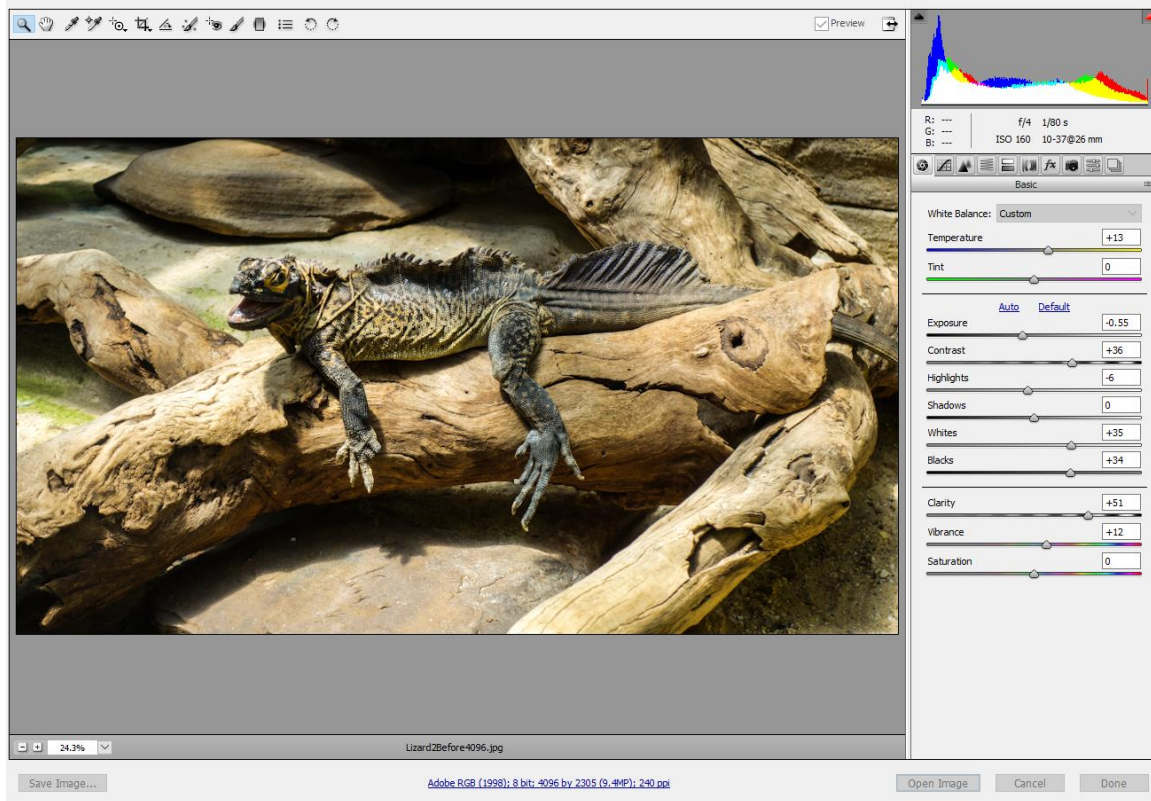 Preview
R: ---
G: ---
B: ---
f/4 1/80 s
ISO 160 10-37@26 mm
fx
Basic
White Balance: Custom
Temperature +13
Tint 0
Auto Default
Exposure -0.55
Contrast +36
Highlights -6
Shadows 0
Whites +35
Blacks +34
Clarity +51
Vibrance +12
Saturation 0
24.3%
Lizard2Before4096.jpg
Save Image...
Adobe RGB (1998); 8 bit; 4096 by 2305 (9.4MP); 240 ppi
Open Image
Cancel
Done